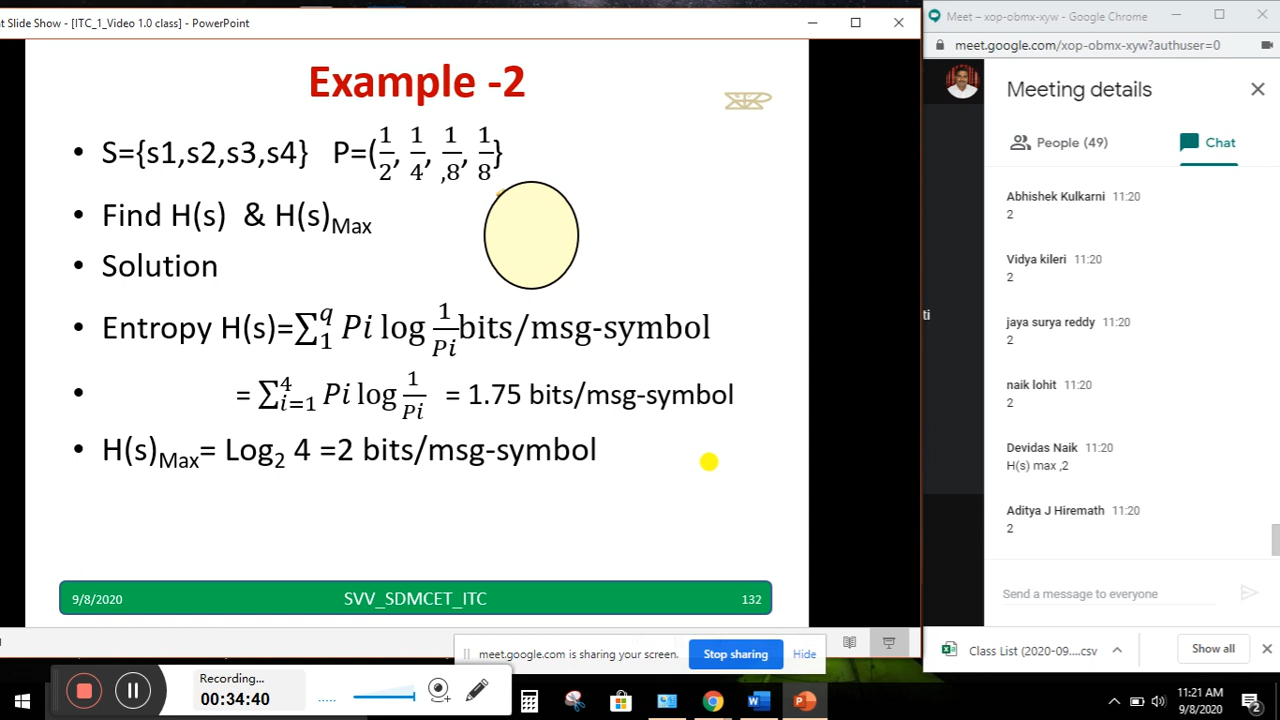 t Slide Show - [ITC_1_Video 1.0 class] - PowerPoint
Example -2
• S={s1,s2,s3,s4} P=(1/2, 1/4, 1/,8, 1/8}
• Find H(s) & H(s)Max
• Solution
• Entropy H(s)=∑₁^q Pi log 1/Pi bits/msg-symbol
• = ∑ᵢ₌₁⁴ Pi log 1/Pi = 1.75 bits/msg-symbol
• H(s)Max= Log₂ 4 =2 bits/msg-symbol
9/8/2020 SVV_SDMCET_ITC 132
meet.google.com is sharing your screen. Stop sharing Hide
Recording...
00:34:40
Meet – xop-obmx-xyw - Google Chrome
meet.google.com/xop-obmx-xyw?authuser=0
Meeting details
People (49) Chat
ti
Abhishek Kulkarni 11:20
2
Vidya kileri 11:20
2
jaya surya reddy 11:20
2
naik lohit 11:20
2
Devidas Naik 11:20
H(s) max ,2
Aditya J Hiremath 11:20
2
Send a message to everyone
Class List (2020-09....csv Show all
11:21 AM
9/8/2020
2